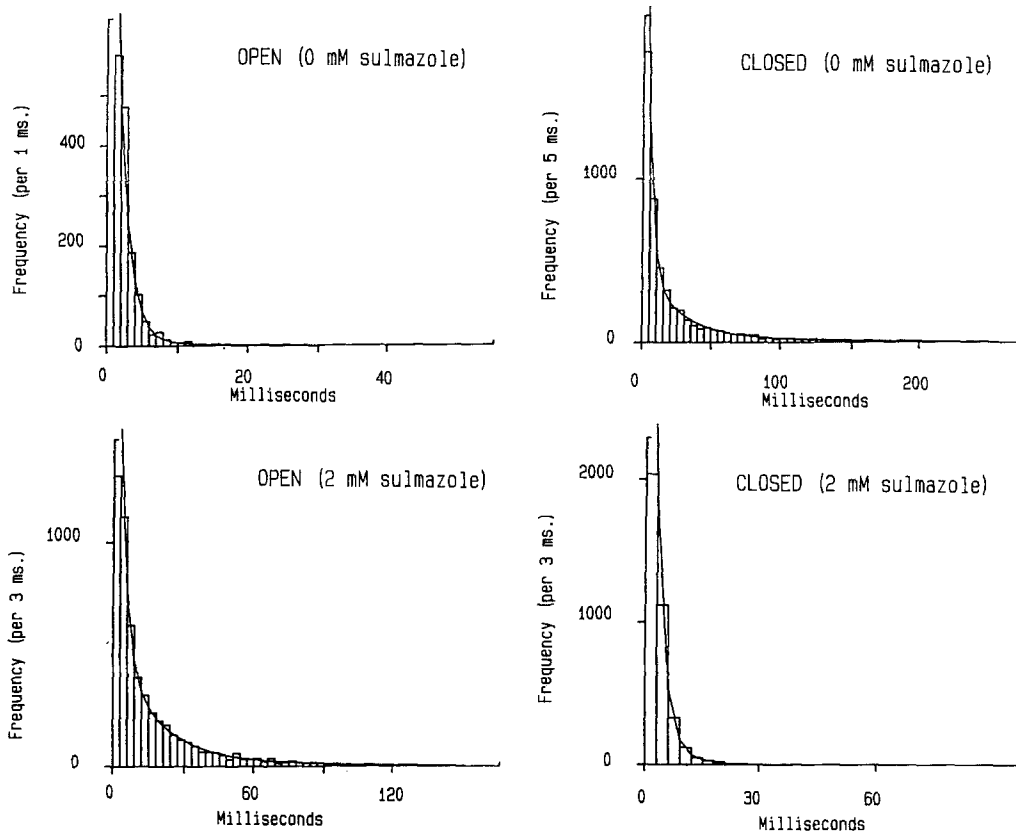 OPEN (0 mM sulmazole)
Frequency (per 1 ms.)
400
200
0
0 20 40
Milliseconds
CLOSED (0 mM sulmazole)
Frequency (per 5 ms.)
1000
0
0 100 200
Milliseconds
OPEN (2 mM sulmazole)
Frequency (per 3 ms.)
1000
0
0 60 120
Milliseconds
CLOSED (2 mM sulmazole)
Frequency (per 3 ms.)
2000
1000
0
0 30 60
Milliseconds